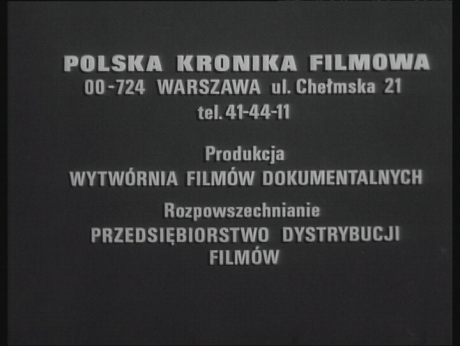 POLSKA KRONIKA FILMOWA
00-724 WARSZAWA ul. Chełmska 21
tel. 41-44-11
Produkcja
WYTWÓRNIA FILMÓW DOKUMENTALNYCH
Rozpowszechnianie
PRZEDSIĘBIORSTWO DYSTRYBUCJI
FILMÓW